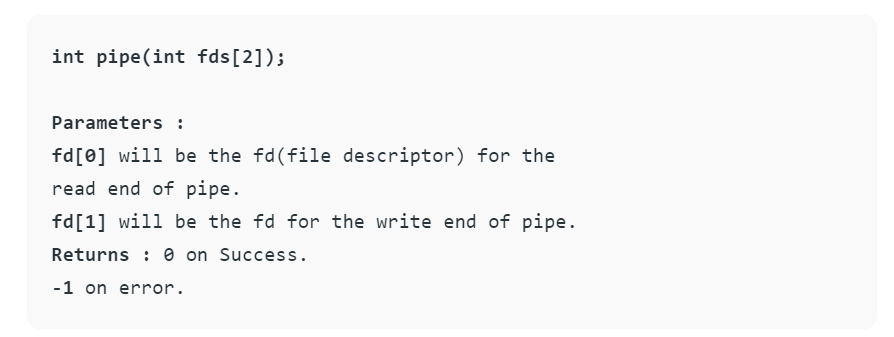 int pipe(int fds[2]);
Parameters :
fd[0] will be the fd(file descriptor) for the
read end of pipe.
fd[1] will be the fd for the write end of pipe.
Returns : 0 on Success.
-1 on error.